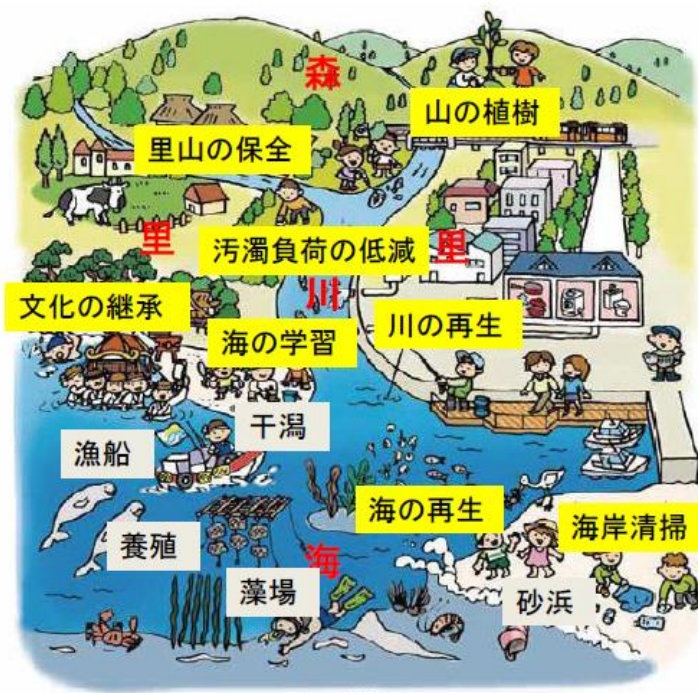 森
山の植樹
里山の保全
里
汚濁負荷の低減
里
川
文化の継承
海の学習
川の再生
干潟
漁船
海の再生
海岸清掃
養殖
海
藻場
砂浜